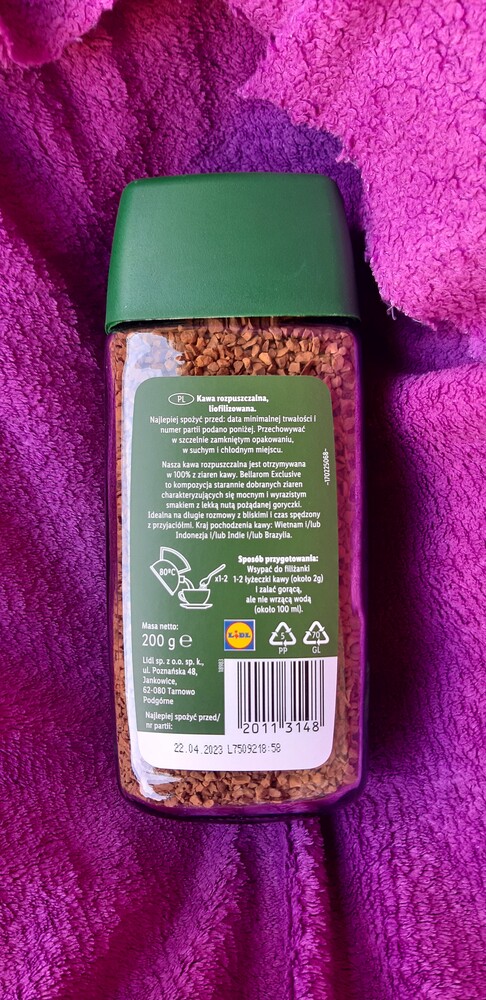 PL Kawa rozpuszczalna,
liofilizowana.
Najlepiej spożyć przed: data minimalnej trwałości i
numer partii podano poniżej. Przechowywać
w szczelnie zamkniętym opakowaniu,
w suchym i chłodnym miejscu.
Nasza kawa rozpuszczalna jest otrzymywana
w 100% z ziaren kawy. Bellarom Exclusive
to kompozycja starannie dobranych ziaren
charakteryzujących się mocnym i wyrazistym
smakiem z lekką nutą pożądanej goryczki.
Idealna na długie rozmowy z bliskimi i czas spędzony
z przyjaciółmi. Kraj pochodzenia kawy: Wietnam i/lub
Indonezja i/lub Indie i/lub Brazylia.
-170225068-
80°C
x1-2
Sposób przygotowania:
Wsypać do filiżanki
1-2 łyżeczki kawy (około 2g)
i zalać gorącą,
ale nie wrzącą wodą
(około 100 ml).
Masa netto:
200 g e
LIDL
5
PP
70
GL
Lidl sp. z o.o. sp. k.,
ul. Poznańska 48,
Jankowice,
62-080 Tarnowo
Podgórne
Najlepiej spożyć przed/
nr partii:
2011 3148
22.04.2023 L7509218:58